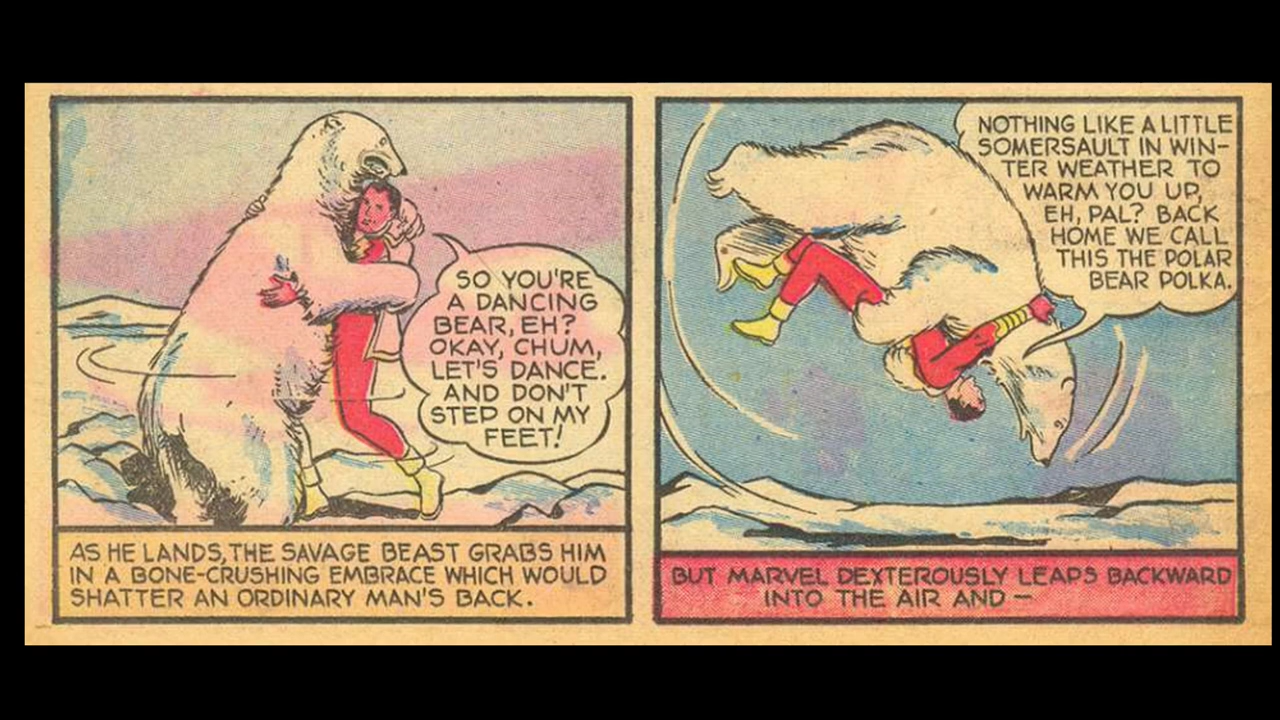 SO YOU'RE
A DANCING
BEAR, EH?
OKAY, CHUM,
LET'S DANCE.
AND DON'T
STEP ON MY
FEET!
AS HE LANDS, THE SAVAGE BEAST GRABS HIM
IN A BONE-CRUSHING EMBRACE WHICH WOULD
SHATTER AN ORDINARY MAN'S BACK.
NOTHING LIKE A LITTLE
SOMERSAULT IN WIN-
TER WEATHER TO
WARM YOU UP,
EH, PAL? BACK
HOME WE CALL
THIS THE POLAR
BEAR POLKA.
BUT MARVEL DEXTEROUSLY LEAPS BACKWARD
INTO THE AIR AND —